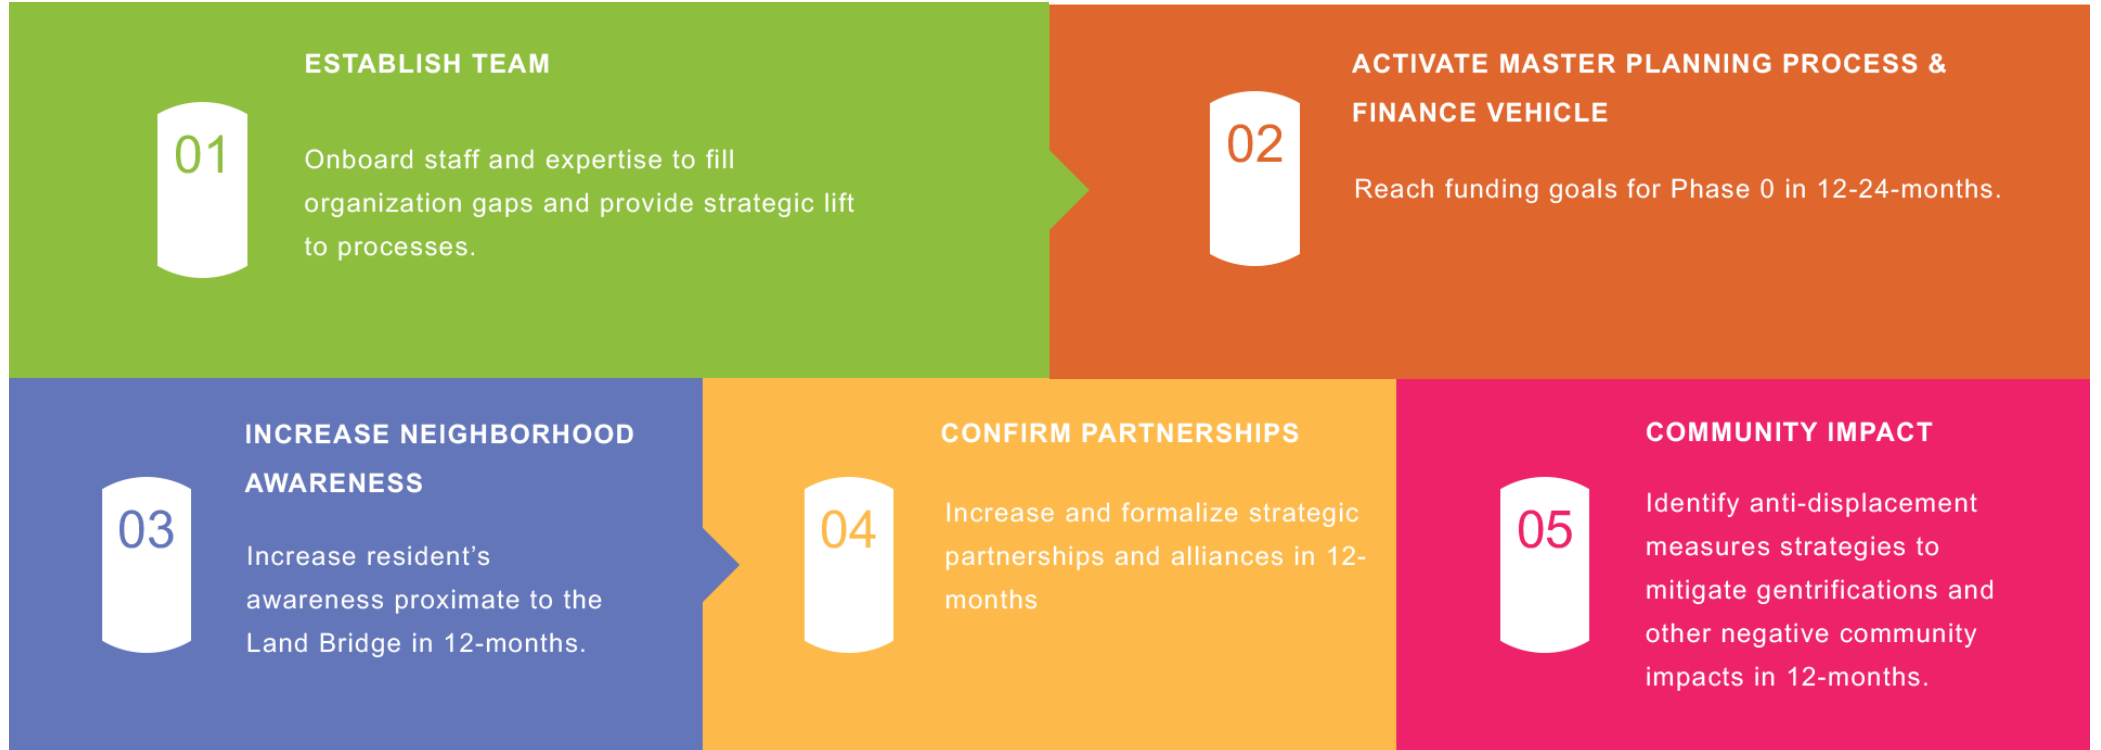 01
ESTABLISH TEAM
Onboard staff and expertise to fill
organization gaps and provide strategic lift
to processes.
02
ACTIVATE MASTER PLANNING PROCESS &
FINANCE VEHICLE
Reach funding goals for Phase 0 in 12-24-months.
03
INCREASE NEIGHBORHOOD
AWARENESS
Increase resident’s
awareness proximate to the
Land Bridge in 12-months.
04
CONFIRM PARTNERSHIPS
Increase and formalize strategic
partnerships and alliances in 12-
months
05
COMMUNITY IMPACT
Identify anti-displacement
measures strategies to
mitigate gentrifications and
other negative community
impacts in 12-months.